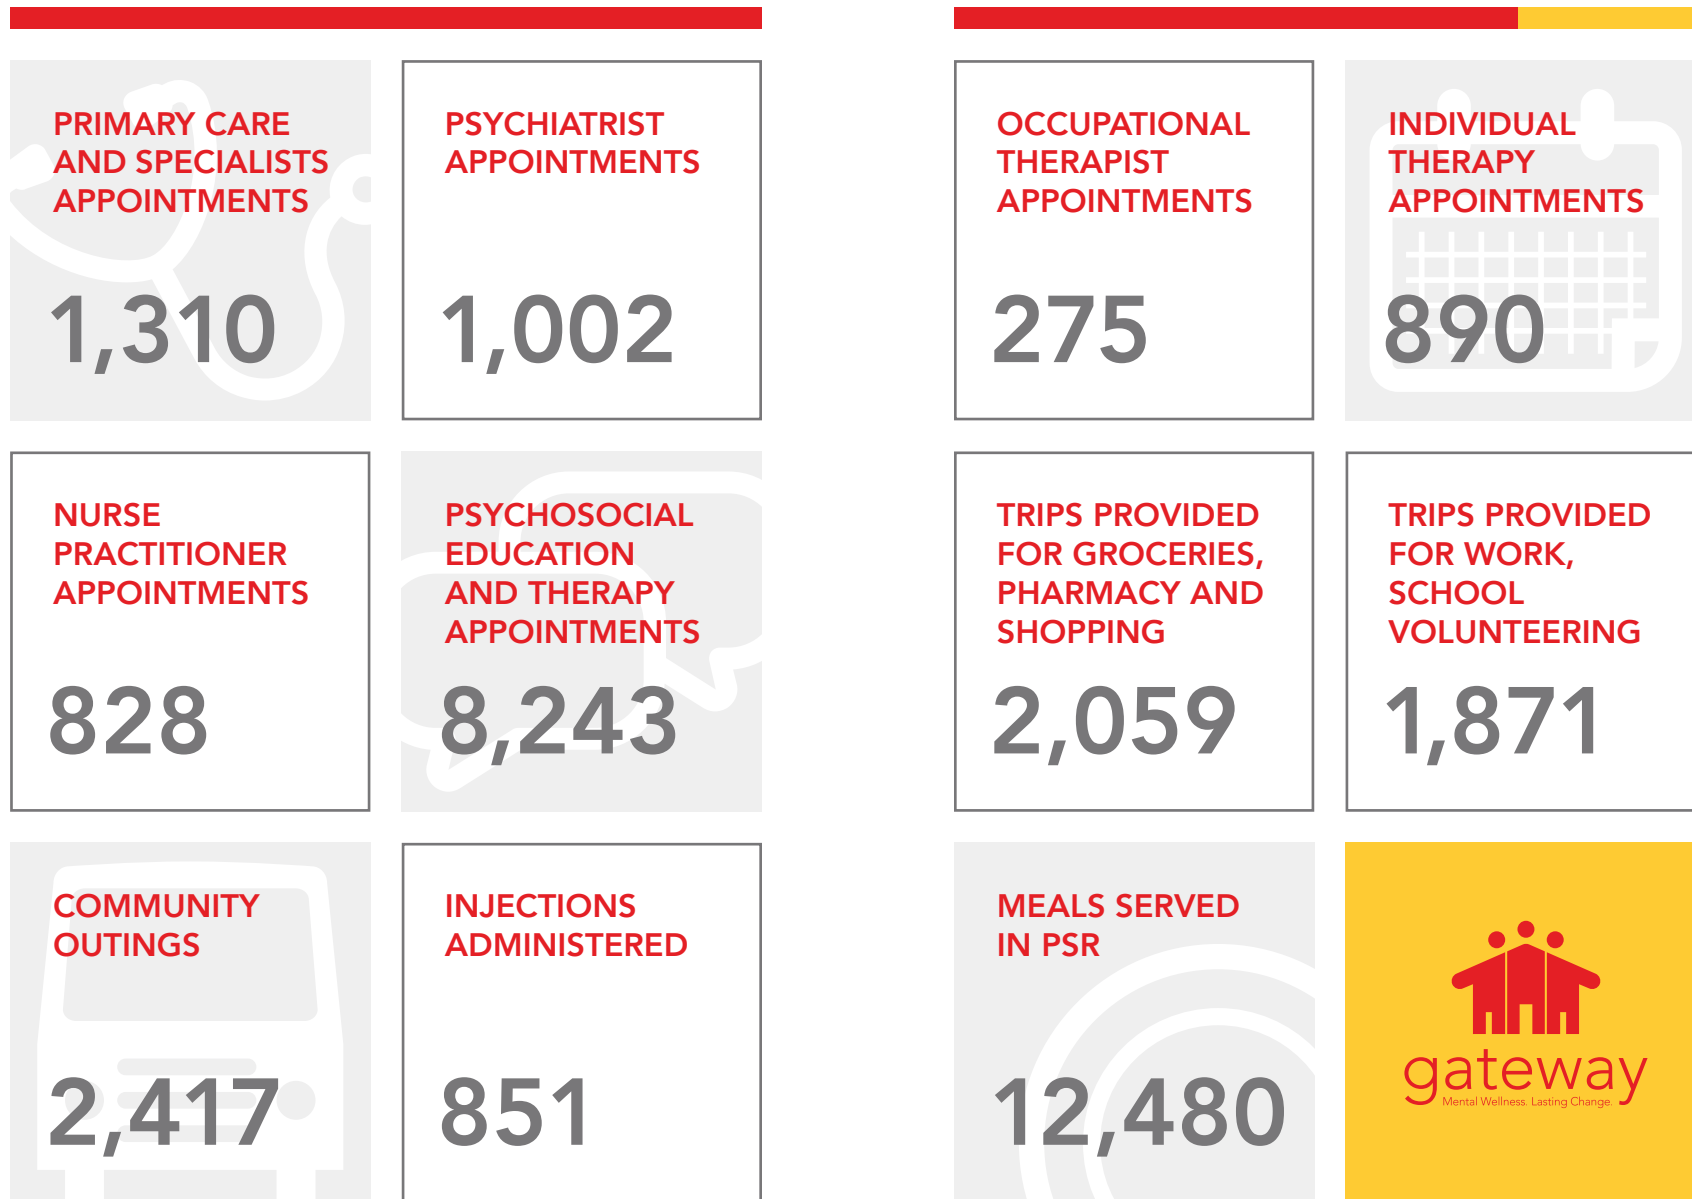 PRIMARY CARE
AND SPECIALISTS
APPOINTMENTS
1,310
PSYCHIATRIST
APPOINTMENTS
1,002
OCCUPATIONAL
THERAPIST
APPOINTMENTS
275
INDIVIDUAL
THERAPY
APPOINTMENTS
890
NURSE
PRACTITIONER
APPOINTMENTS
828
PSYCHOSOCIAL
EDUCATION
AND THERAPY
APPOINTMENTS
8,243
TRIPS PROVIDED
FOR GROCERIES,
PHARMACY AND
SHOPPING
2,059
TRIPS PROVIDED
FOR WORK,
SCHOOL
VOLUNTEERING
1,871
COMMUNITY
OUTINGS
2,417
INJECTIONS
ADMINISTERED
851
MEALS SERVED
IN PSR
12,480
gateway
Mental Wellness. Lasting Change.